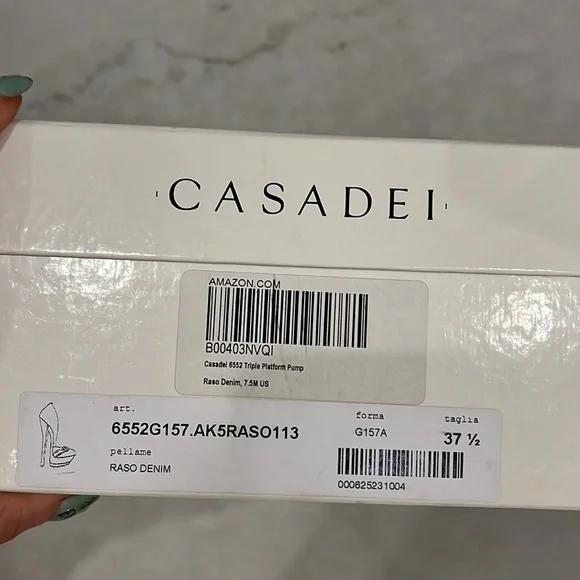 CASADEI
AMAZON.COM
B00403NVQI
Casadei 6552 Triple Platform Pump
Raso Denim, 7.5M US
art.
6552G157.AK5RASO113
pellame
RASO DENIM
forma
G157A
taglia
37 ½
000625231004